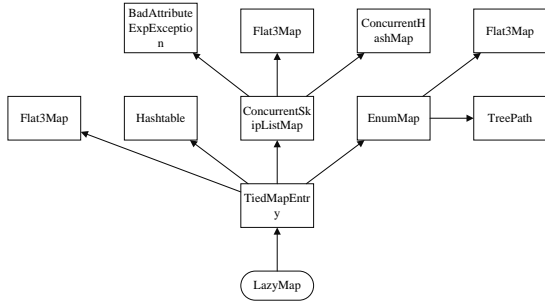 BadAttribute
ExpException
Flat3Map
ConcurrentH
ashMap
Flat3Map
Flat3Map
Hashtable
ConcurrentSk
ipListMap
EnumMap
TreePath
TiedMapEntr
y
LazyMap